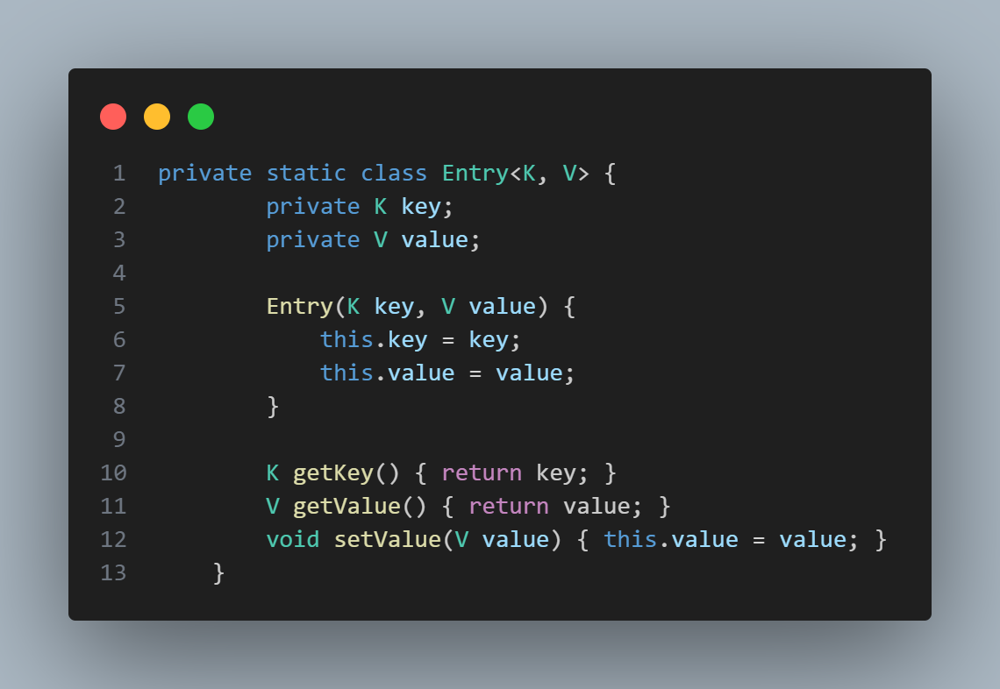 1 private static class Entry<K, V> {
2         private K key;
3         private V value;
4
5         Entry(K key, V value) {
6             this.key = key;
7             this.value = value;
8         }
9
10         K getKey() { return key; }
11         V getValue() { return value; }
12         void setValue(V value) { this.value = value; }
13     }